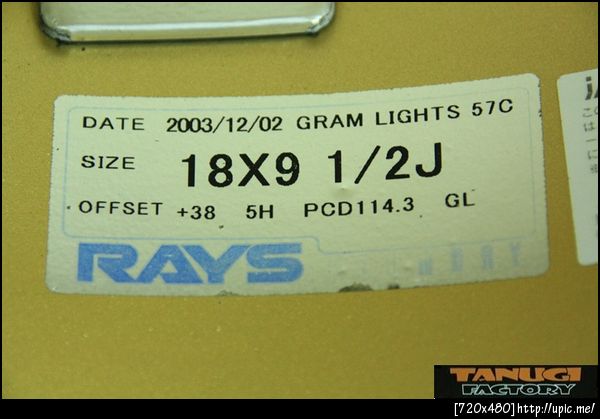 DATE 2003/12/02 GRAM LIGHTS 57C
SIZE 18X9 1/2J
OFFSET +38 5H PCD114.3 GL
RAYS
TANUGI
FACTORY
[720x480]http://upic.me/